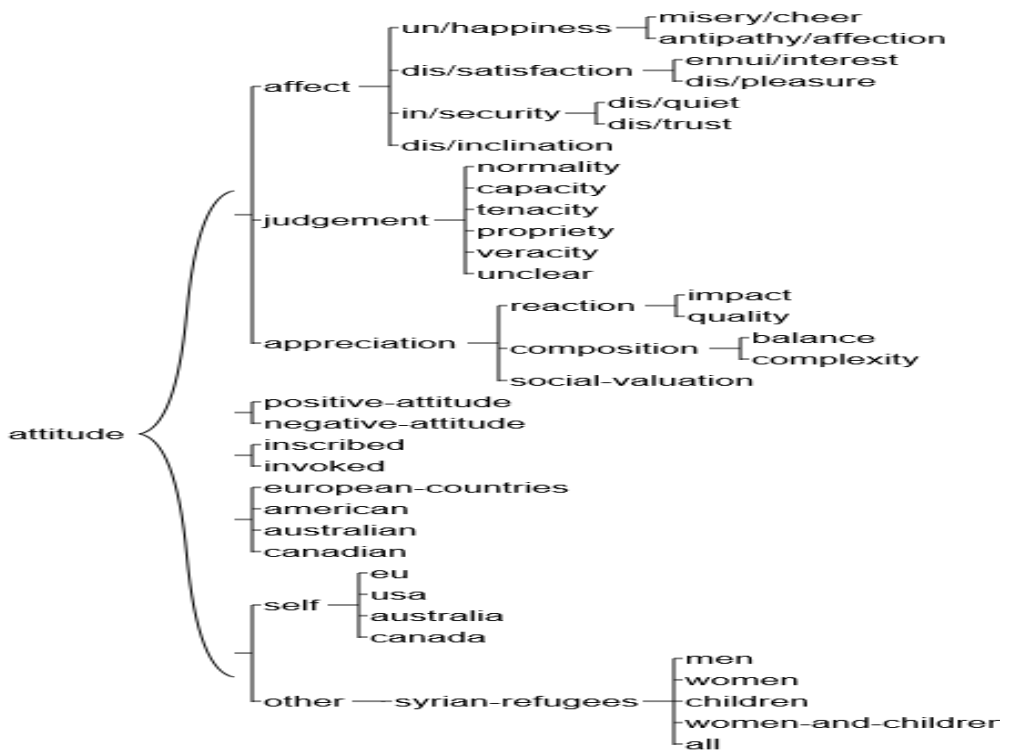 misery/cheer
un/happiness
antipathy/affection
ennui/interest
dis/satisfaction
dis/pleasure
affect
dis/quiet
in/security
dis/trust
dis/inclination
normality
capacity
tenacity
judgement
propriety
veracity
unclear
impact
reaction
quality
balance
appreciation
composition
complexity
social-valuation
positive-attitude
negative-attitude
attitude
inscribed
invoked
european-countries
american
australian
canadian
eu
usa
self
australia
canada
men
women
other
syrian-refugees
children
women-and-childrer
all